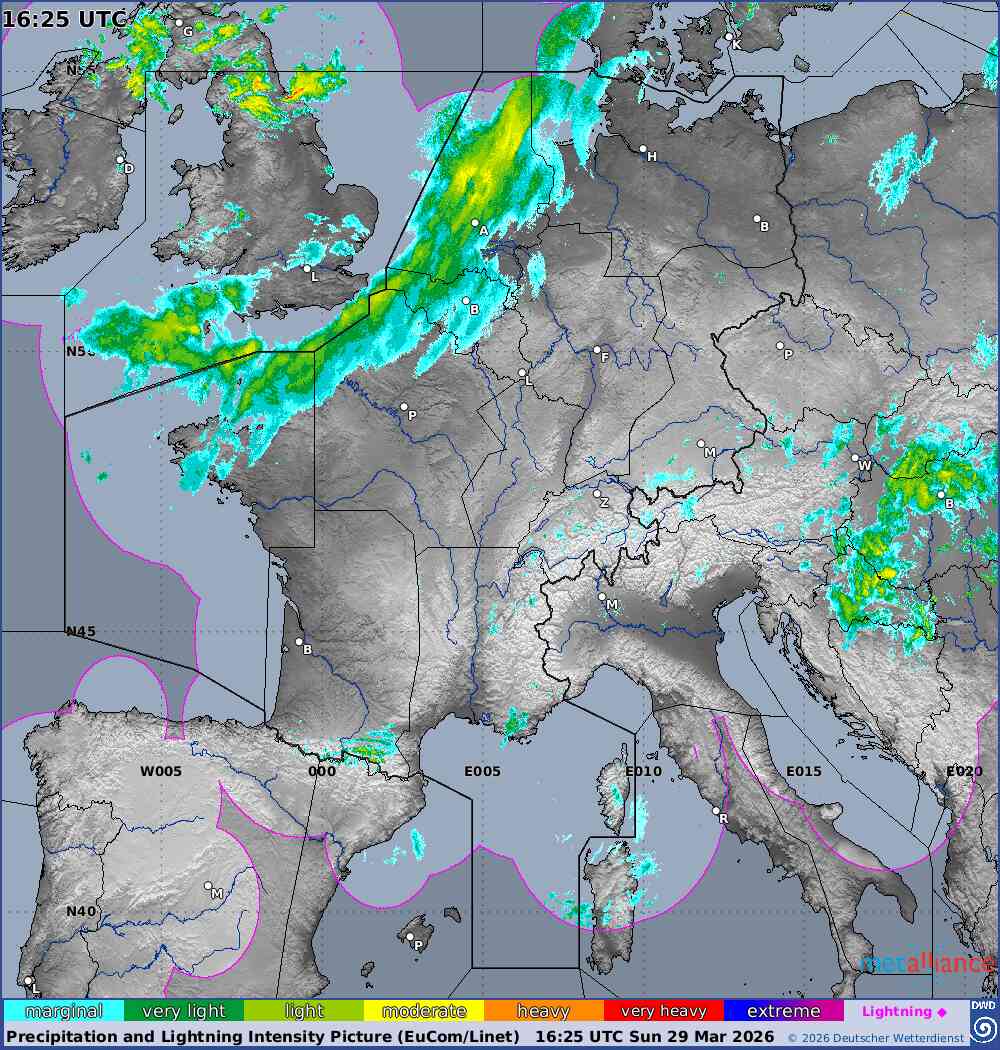 16:25 UTC
G
K
N55
D
H
A
B
L
B
N50
F
P
L
P
M
W
Z
B
M
N45
B
W005
000
E005
E010
E015
E020
R
M
N40
P
L
metalliance
marginal very light light moderate heavy very heavy extreme Lightning ◆ DWD
Precipitation and Lightning Intensity Picture (EuCom/Linet) 16:25 UTC Sun 29 Mar 2026 © 2026 Deutscher Wetterdienst